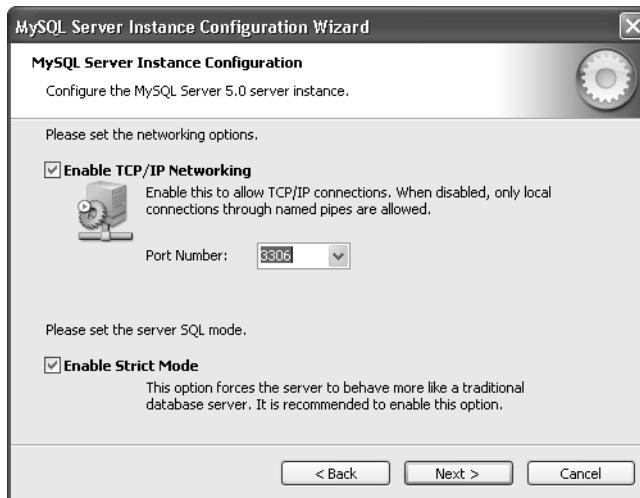 MySQL Server Instance Configuration Wizard
MySQL Server Instance Configuration
Configure the MySQL Server 5.0 server instance.
Please set the networking options.
Enable TCP/IP Networking
Enable this to allow TCP/IP connections. When disabled, only local
connections through named pipes are allowed.
Port Number: 3306
Please set the server SQL mode.
Enable Strict Mode
This option forces the server to behave more like a traditional
database server. It is recommended to enable this option.
< Back Next > Cancel